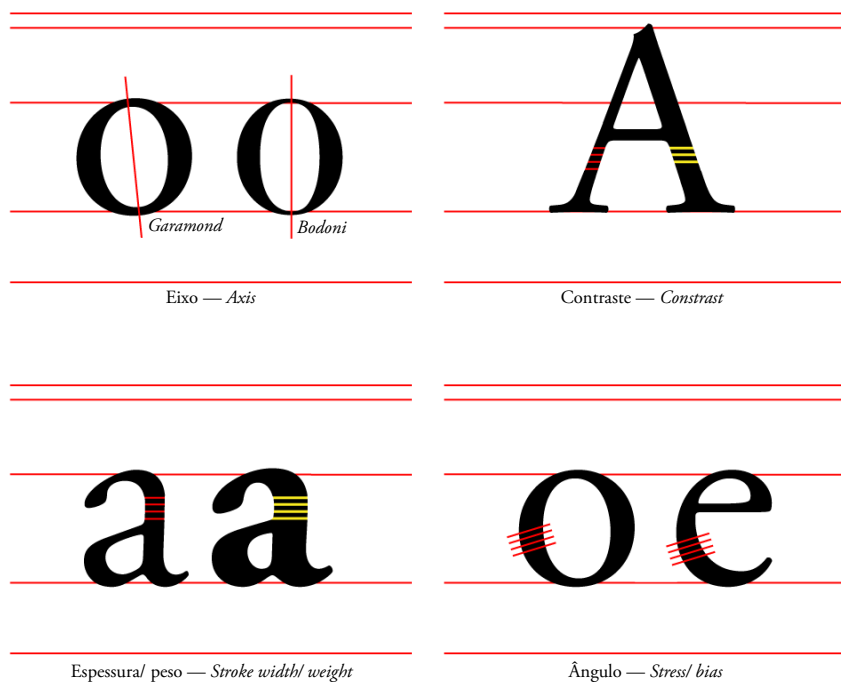 o o
Garamond
Bodoni
Eixo — Axis
A
Contraste — Constrast
a a
Espessura/ peso — Stroke width/ weight
o e
Ângulo — Stress/ bias